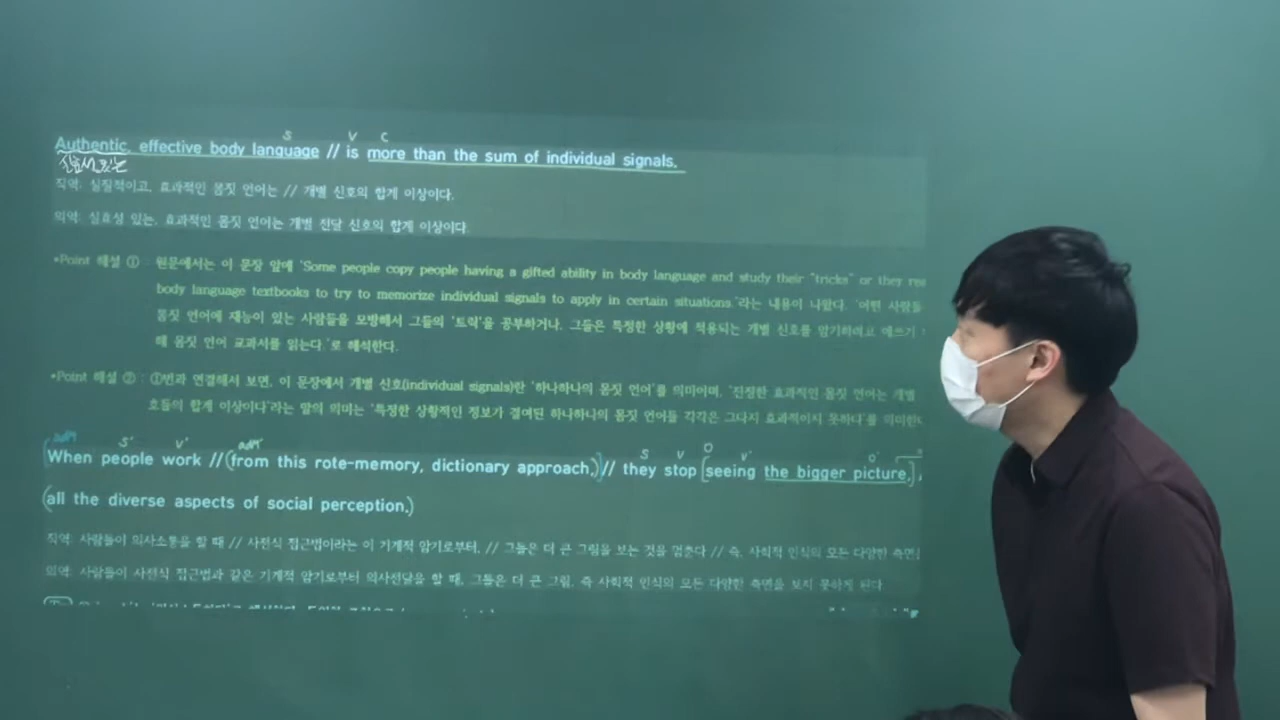 S V C
Authentic, effective body language // is more than the sum of individual signals.
실효성 있는
직역: 실질적이고, 효과적인 몸짓 언어는 // 개별 신호의 합계 이상이다.
의역: 실효성 있는, 효과적인 몸짓 언어는 개별 전달 신호의 합계 이상이다.
*Point 해설 ① : 원문에서는 이 문장 앞에 'Some people copy people having a gifted ability in body language and study their "tricks" or they
body language textbooks to try to memorize individual signals to apply in certain situations.'라는 내용이 나왔다. '어떤 사람들
몸짓 언어에 재능이 있는 사람들을 모방해서 그들의 '트릭'을 공부하거나, 그들은 특정한 상황에 적용되는 개별 신호를 암기하려고 애쓰기
해 몸짓 언어 교과서를 읽는다.'로 해석한다.
*Point 해설 ② : ①번과 연결해서 보면, 이 문장에서 개별 신호(individual signals)란 '하나하나의 몸짓 언어'를 의미하며, '진정한 효과적인 몸짓 언어는 개별
호들의 합계 이상이다'라는 말의 의미는 '특정한 상황적인 정보가 결여된 하나하나의 몸짓 언어들 각각은 그다지 효과적이지 못하다'를
S' V' S V O V' O'
When people work // (from this rote-memory, dictionary approach,) // they stop [seeing the bigger picture,]
(all the diverse aspects of social perception.)
직역: 사람들이 의사소통을 할 때 // 사전식 접근법이라는 이 기계적 암기로부터, // 그들은 더 큰 그림을 보는 것을 멈춘다 // 즉, 사회적 인식의 모든 다양한
의역: 사람들이 사전식 접근법과 같은 기계적 암기로부터 의사전달을 할 때, 그들은 더 큰 그림, 즉 사회적 인식의 모든 다양한 측면을 보지 못하게 된다